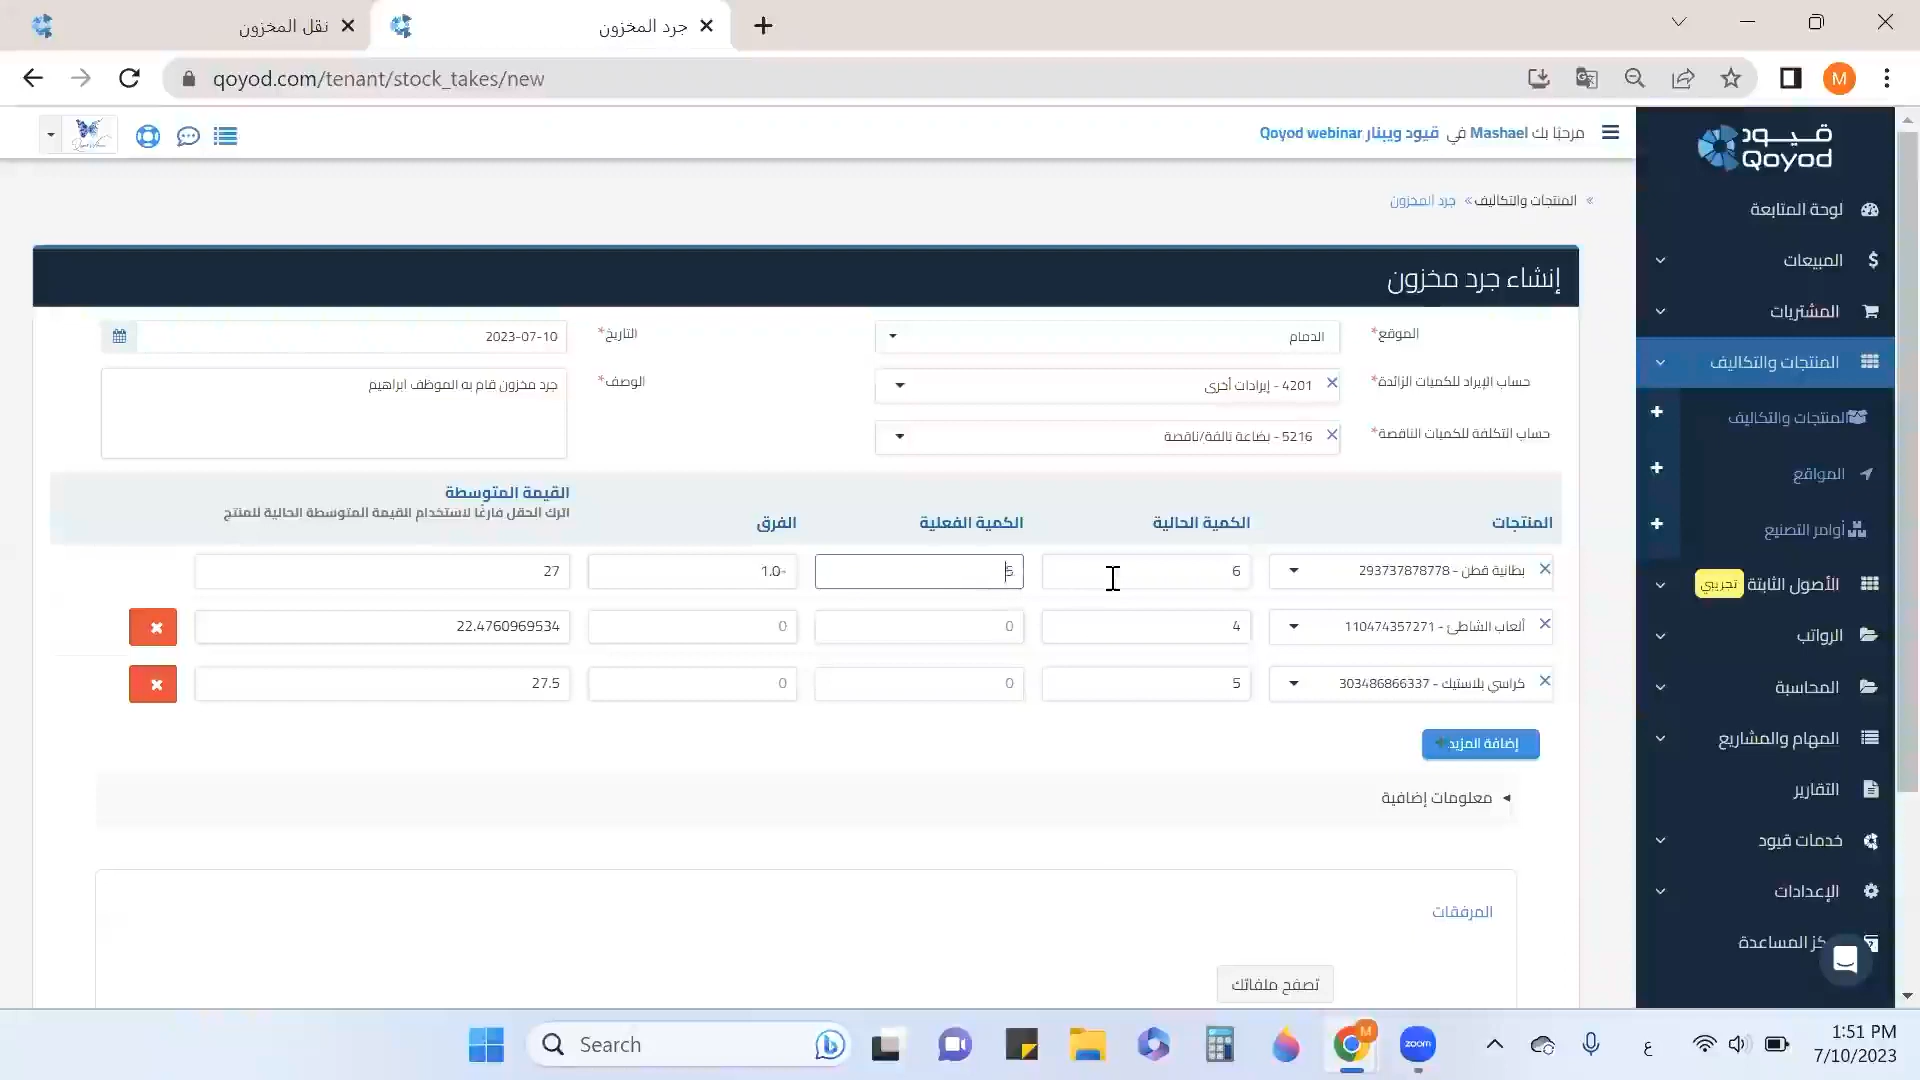 نقل المخزون
جرد المخزون
qoyod.com/tenant/stock_takes/new
M
مرحبًا بك Mashael في قيود ويبنار Qoyod webinar
قيود
Qoyod
» المنتجات والتكاليف » جرد المخزون
إنشاء جرد مخزون
الموقع*
الدمام
التاريخ*
2023-07-10
حساب الإيراد للكميات الزائدة*
4201 - إيرادات أخرى
الوصف*
جرد مخزون قام به الموظف ابراهيم
حساب التكلفة للكميات الناقصة*
5216 - بضاعة تالفة/ناقصة
المنتجات
الكمية الحالية
الكمية الفعلية
الفرق
القيمة المتوسطة
اترك الحقل فارغًا لاستخدام القيمة المتوسطة الحالية للمنتج
بطانية قطن - 293737878778
6
5
1.0-
27
ألعاب الشاطئ - 110474357271
4
0
0
22.4760969534
كراسي بلاستيك - 303486866337
5
0
0
27.5
إضافة المزيد+
معلومات إضافية
المرفقات
تصفح ملفاتك
لوحة المتابعة
المبيعات
المشتريات
المنتجات والتكاليف
المنتجات والتكاليف
المواقع
أوامر التصنيع
الأصول الثابتة تجريبي
الرواتب
المحاسبة
المهام والمشاريع
التقارير
خدمات قيود
الإعدادات
كز المساعدة
Search
M
zoom
ع
1:51 PM
7/10/2023